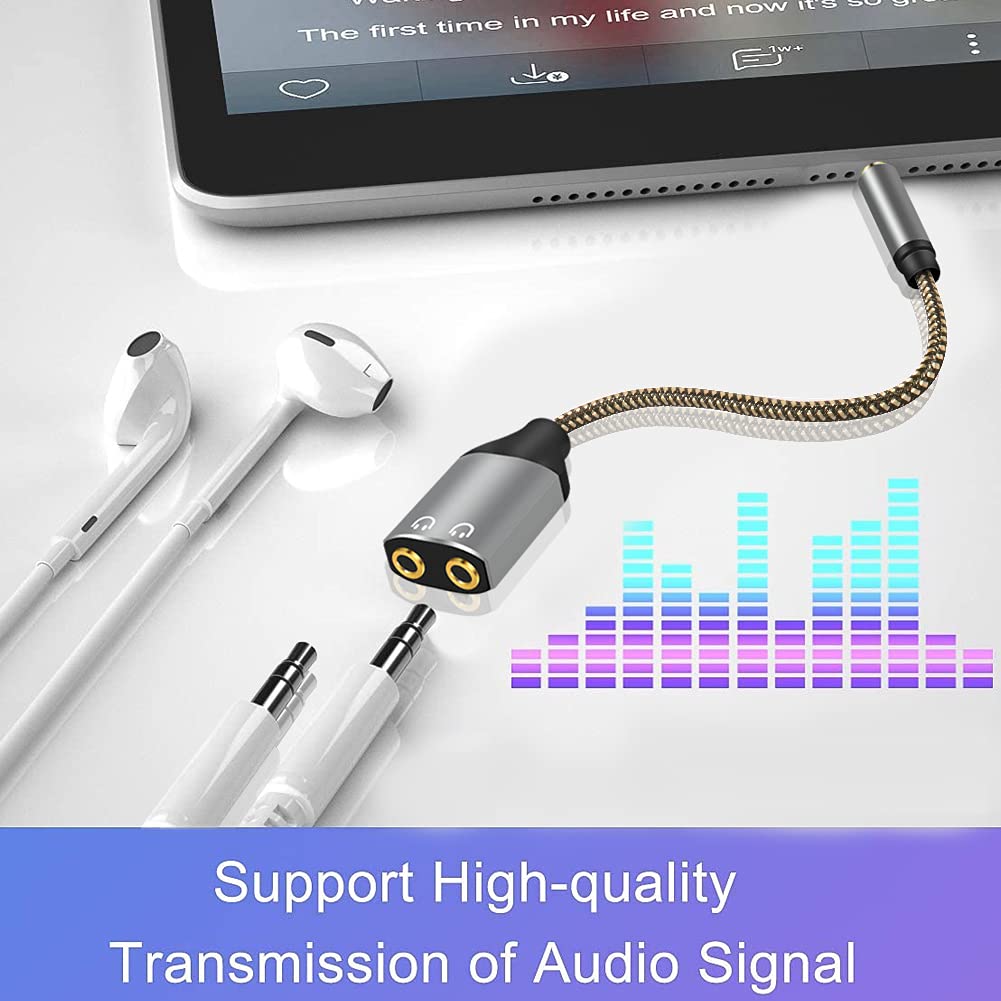 The first time in my life and now it's so
1w+
L
Support High-quality
Transmission of Audio Signal